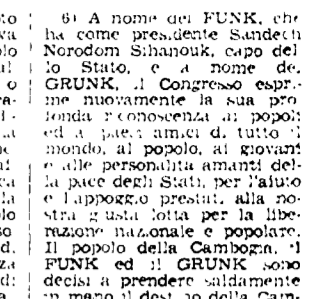 6) A nome del FUNK, che
ha come presidente Sandech
Norodom Sihanouk, capo del
lo Stato, e a nome del
GRUNK, il Congresso espri-
me nuovamente la sua pro
fonda riconoscenza ai popoli
ed a paesi amici di tutto il
mondo, al popolo, ai giovani
e alle personalità amanti del-
la pace degli Stati, per l'aiuto
e l'appoggio prestati alla no-
stra giusta lotta per la libe-
razione nazionale e popolare.
Il popolo della Cambogia, il
FUNK ed il GRUNK sono
decisi a prendere saldamente
in mano il destino della Cam-